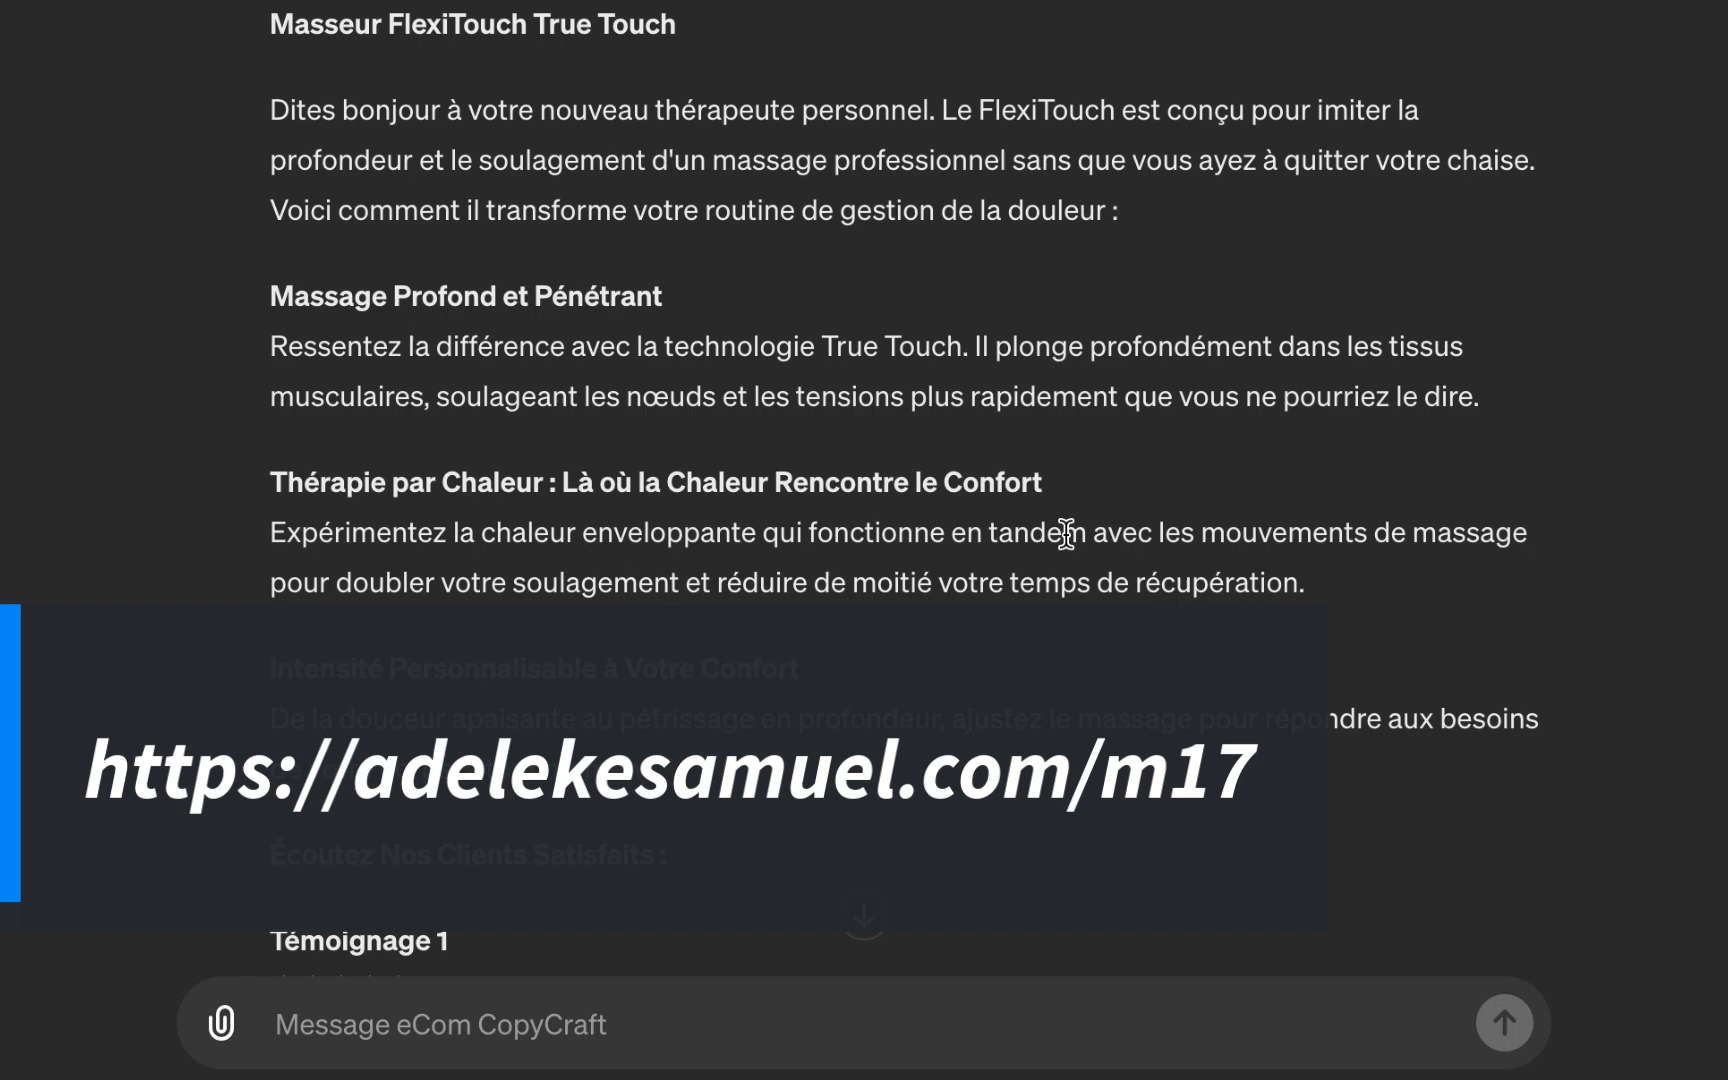 Masseur FlexiTouch True Touch
Dites bonjour à votre nouveau thérapeute personnel. Le FlexiTouch est conçu pour imiter la
profondeur et le soulagement d'un massage professionnel sans que vous ayez à quitter votre chaise.
Voici comment il transforme votre routine de gestion de la douleur :
Massage Profond et Pénétrant
Ressentez la différence avec la technologie True Touch. Il plonge profondément dans les tissus
musculaires, soulageant les nœuds et les tensions plus rapidement que vous ne pourriez le dire.
Thérapie par Chaleur : Là où la Chaleur Rencontre le Confort
Expérimentez la chaleur enveloppante qui fonctionne en tandem avec les mouvements de massage
pour doubler votre soulagement et réduire de moitié votre temps de récupération.
Intensité Personnalisable à Votre Confort
De la douceur apaisante au pétrissage en profondeur, ajustez le massage pour répondre aux besoins
https://adelekesamuel.com/m17
Écoutez Nos Clients Satisfaits :
Témoignage 1
Message eCom CopyCraft